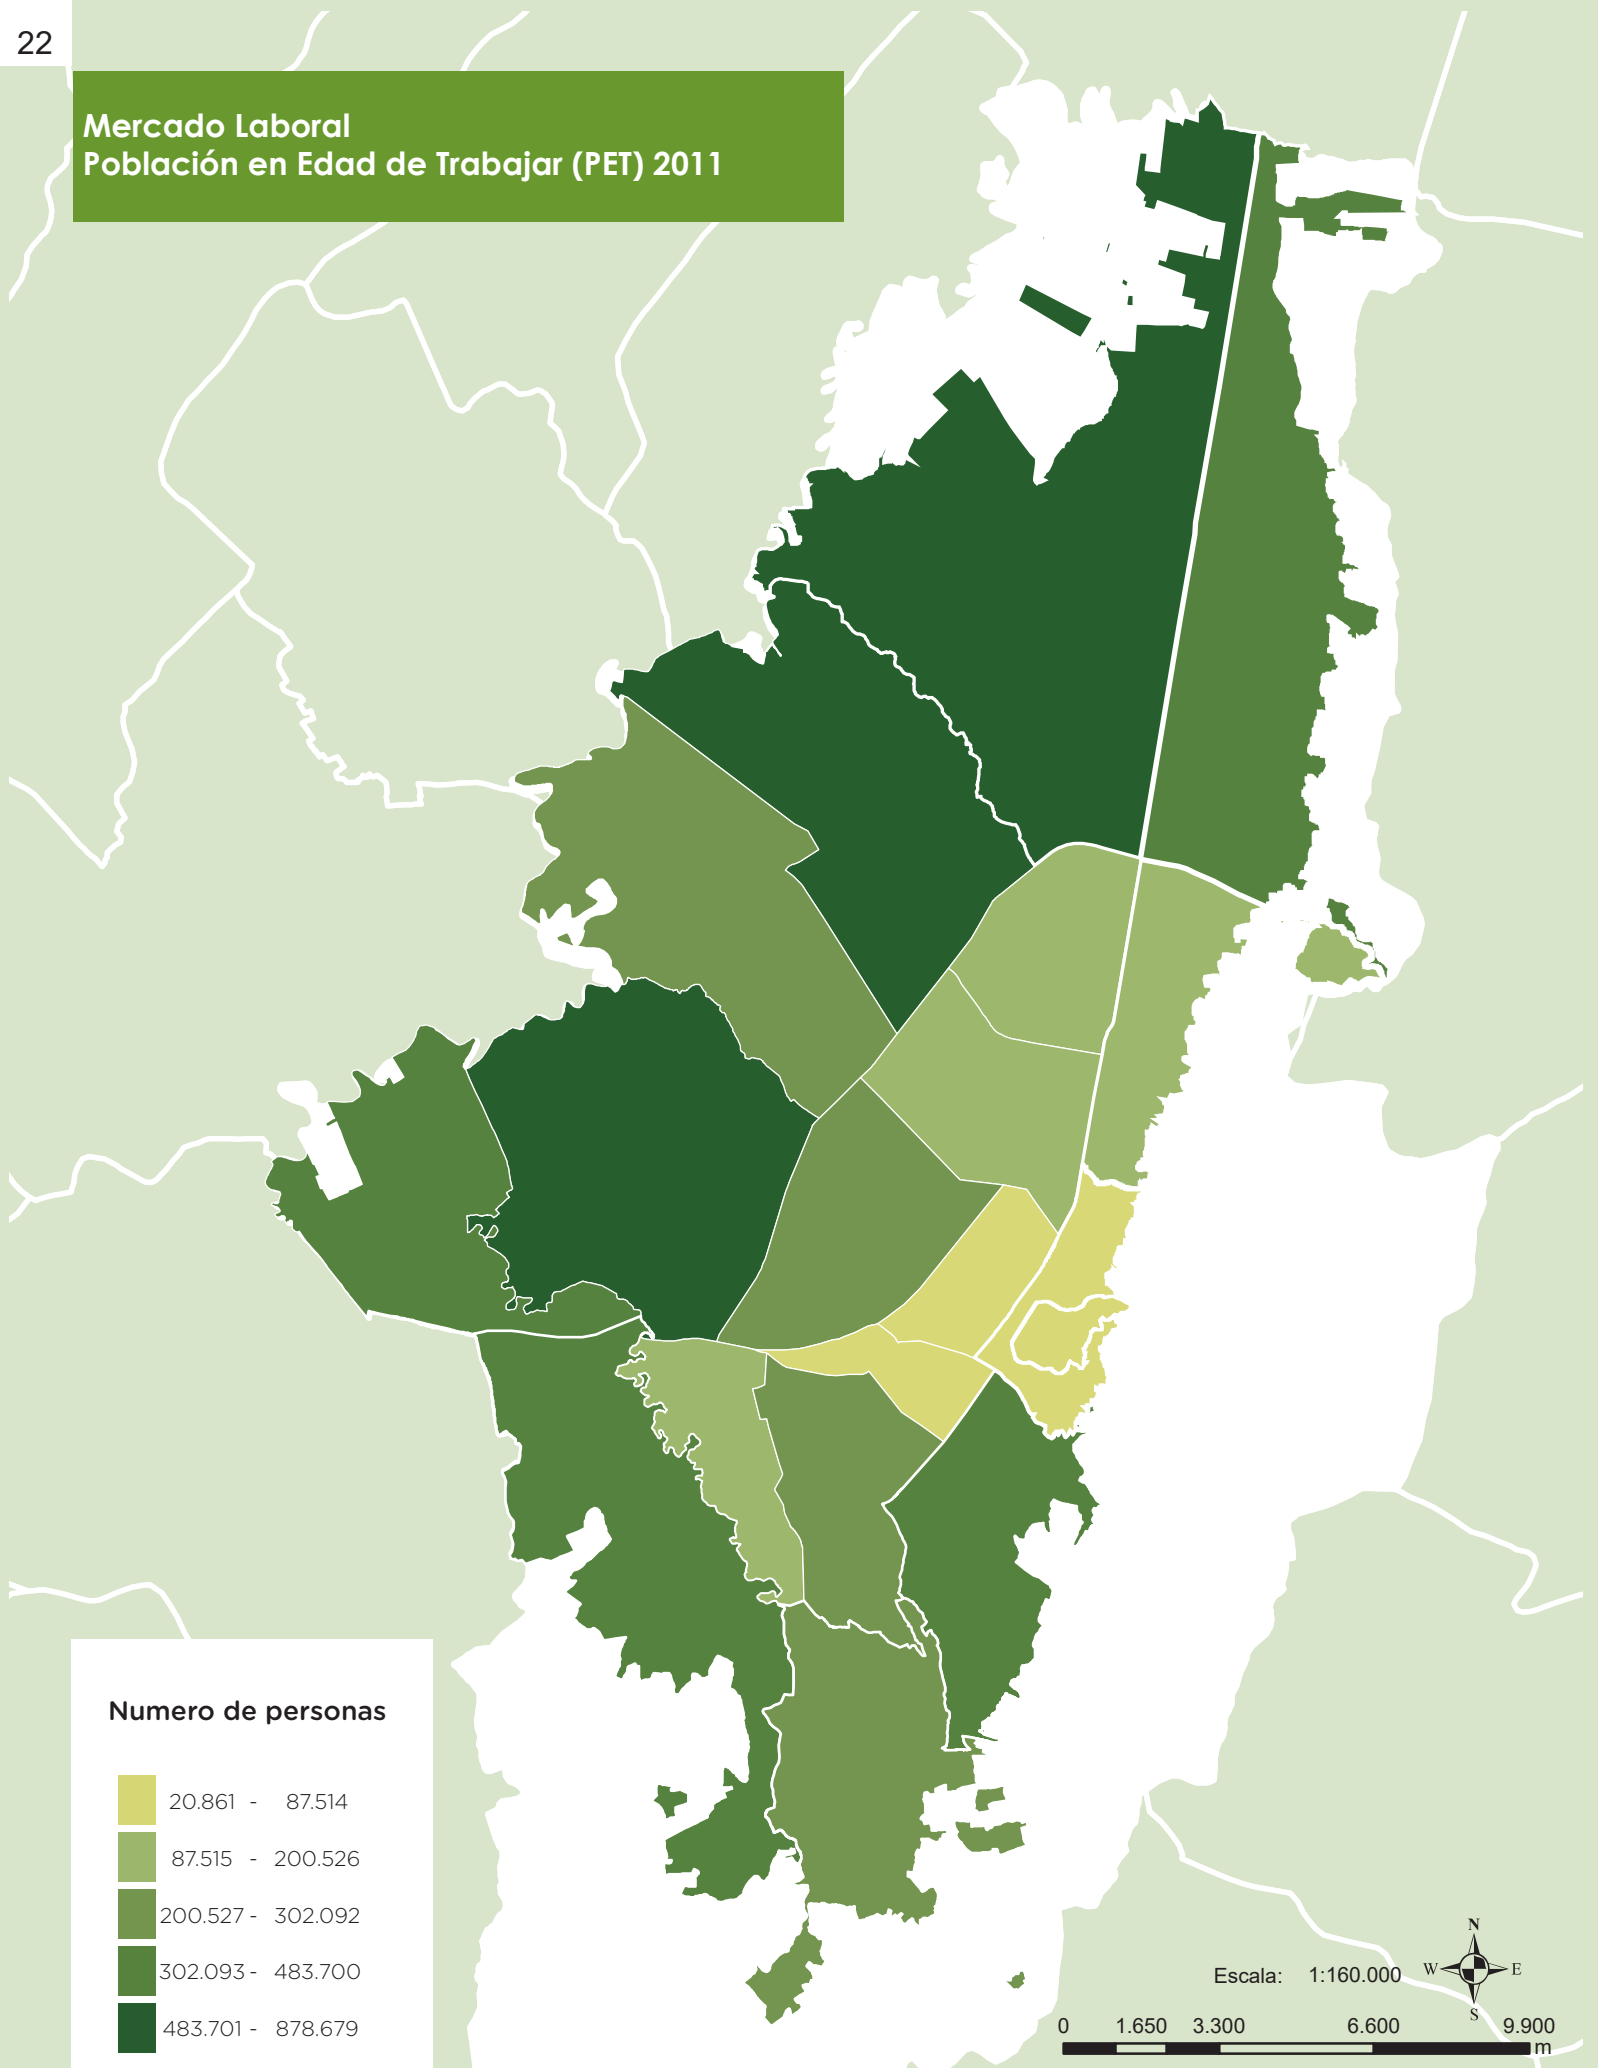 22
Mercado Laboral
Población en Edad de Trabajar (PET) 2011
Numero de personas
20.861 - 87.514
87.515 - 200.526
200.527 - 302.092
302.093 - 483.700
483.701 - 878.679
Escala: 1:160.000
N
W E
S
0 1.650 3.300 6.600 9.900
m